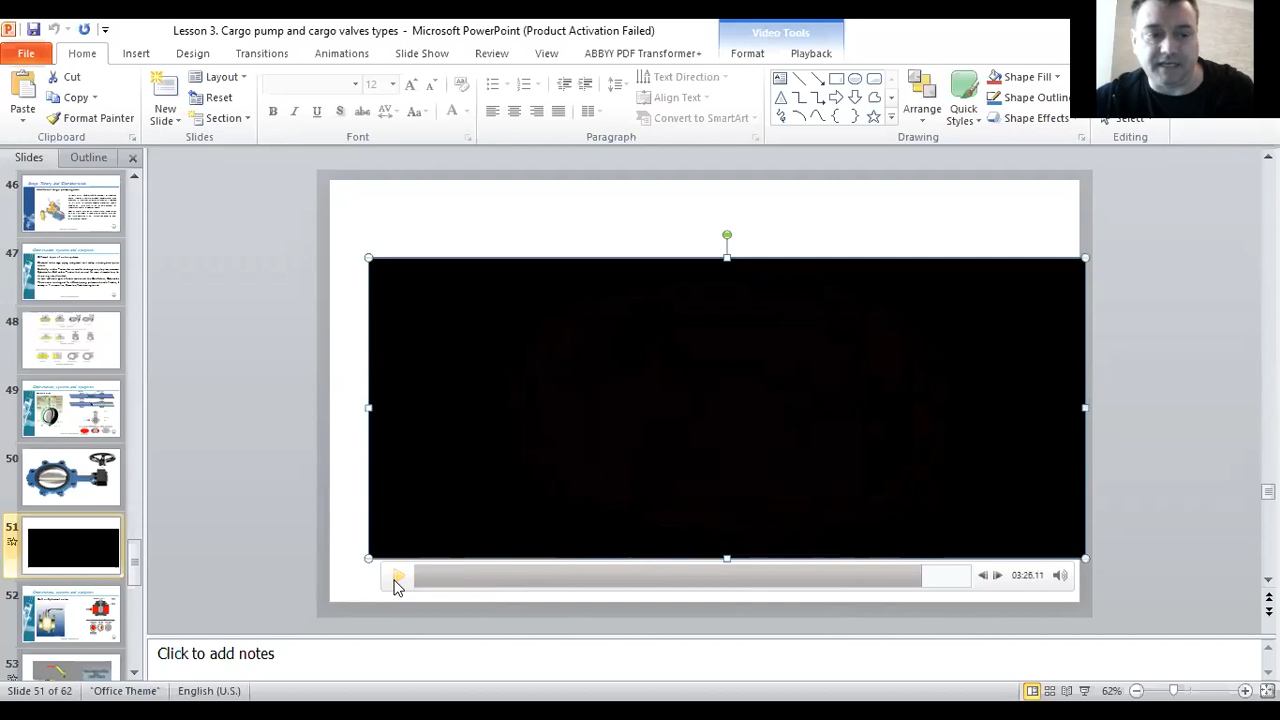 Lesson 3. Cargo pump and cargo valves types - Microsoft PowerPoint (Product Activation Failed)
Video Tools
File Home Insert Design Transitions Animations Slide Show Review View ABBYY PDF Transformer+ Format Playback
Paste
Cut
Copy
Format Painter
Clipboard
New
Slide
Layout
Reset
Section
Slides
12
B I U S abc AV Aa A
Font
Text Direction
Align Text
Convert to SmartArt
Paragraph
Arrange
Quick
Styles
Shape Fill
Shape Outlin
Shape Effects
Drawing
Editing
Slides Outline
46
47
48
49
50
51
52
53
03:26.11
Click to add notes
Slide 51 of 62 "Office Theme" English (U.S.) 62%